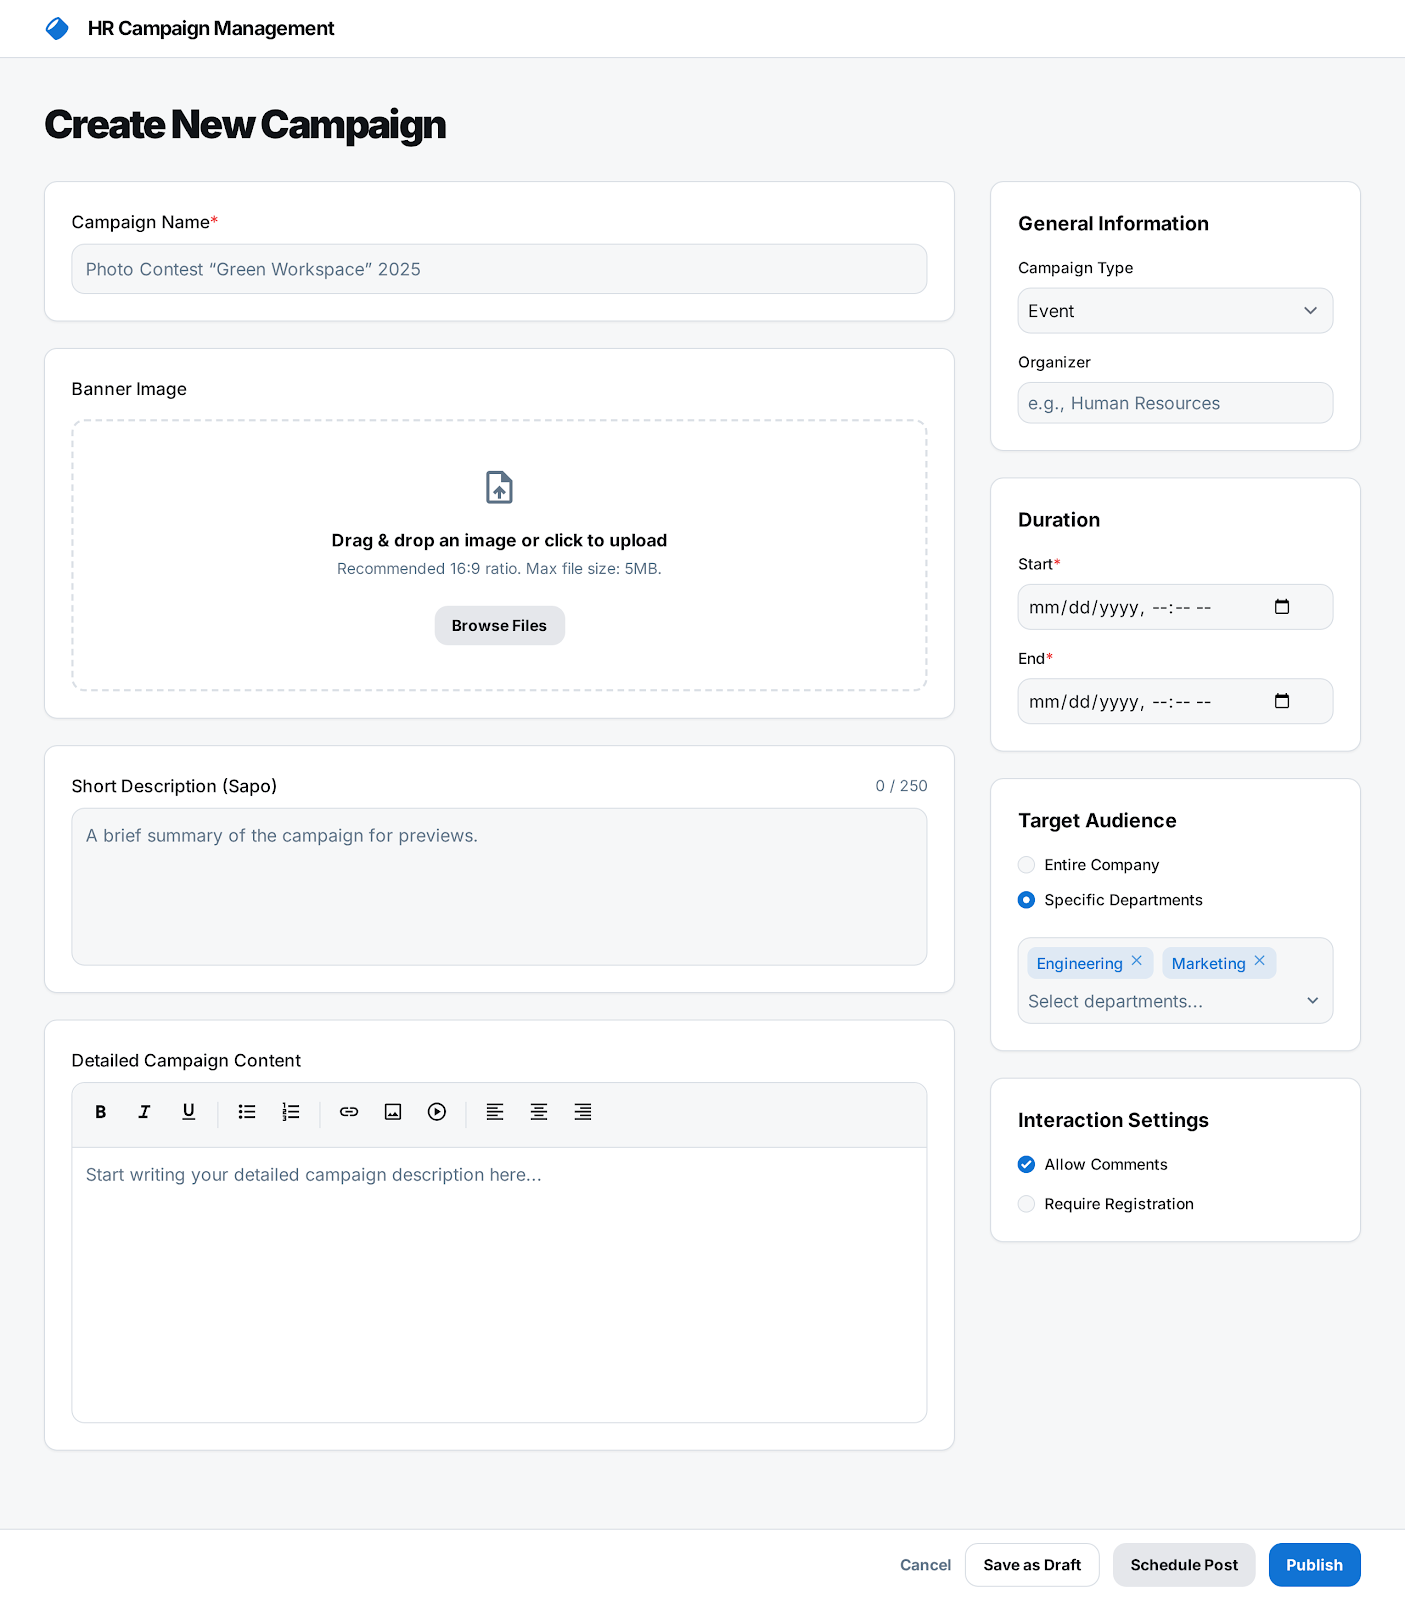 HR Campaign Management
Create New Campaign
Campaign Name*
Photo Contest “Green Workspace” 2025
Banner Image
Drag & drop an image or click to upload
Recommended 16:9 ratio. Max file size: 5MB.
Browse Files
Short Description (Sapo)
0 / 250
A brief summary of the campaign for previews.
Detailed Campaign Content
B I U
Start writing your detailed campaign description here...
General Information
Campaign Type
Event
Organizer
e.g., Human Resources
Duration
Start*
mm/dd/yyyy, --:-- --
End*
mm/dd/yyyy, --:-- --
Target Audience
Entire Company
Specific Departments
Engineering
Marketing
Select departments...
Interaction Settings
Allow Comments
Require Registration
Cancel
Save as Draft
Schedule Post
Publish